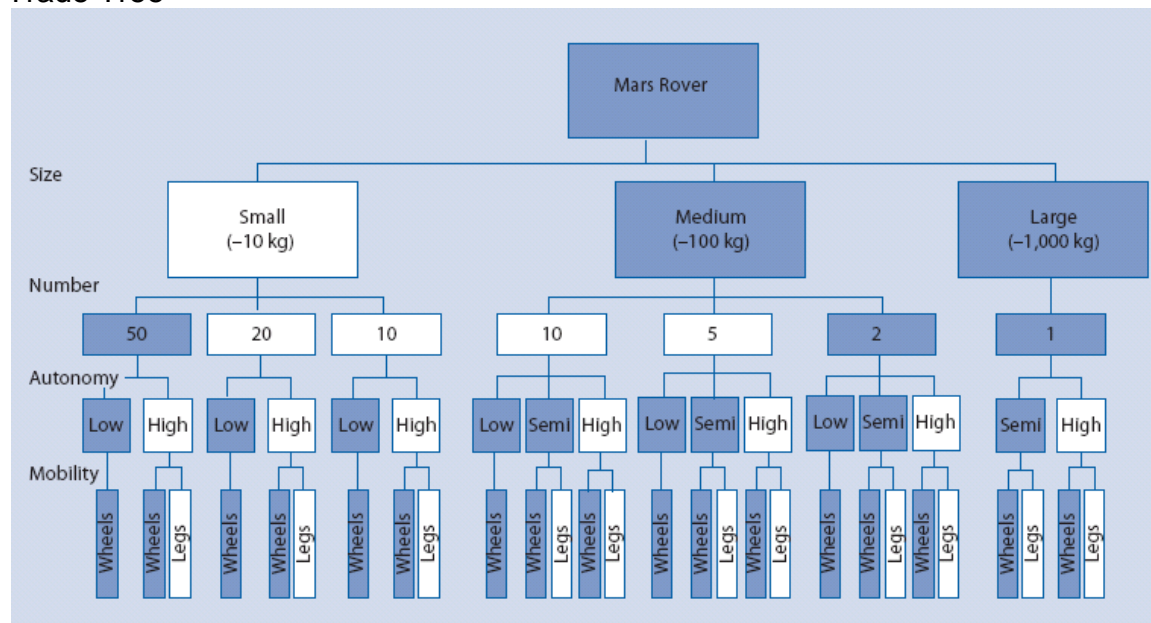 Trade Tree
Mars Rover
Size
Small
(~10 kg)
Medium
(~100 kg)
Large
(~1,000 kg)
Number
50
20
10
10
5
2
1
Autonomy
Low
High
Low
High
Low
High
Low
Semi
High
Low
Semi
High
Low
Semi
High
Semi
High
Mobility
Wheels
Wheels
Legs
Wheels
Wheels
Legs
Wheels
Wheels
Legs
Wheels
Wheels
Legs
Wheels
Legs
Wheels
Wheels
Legs
Wheels
Legs
Wheels
Wheels
Legs
Wheels
Legs
Wheels
Legs
Wheels
Legs